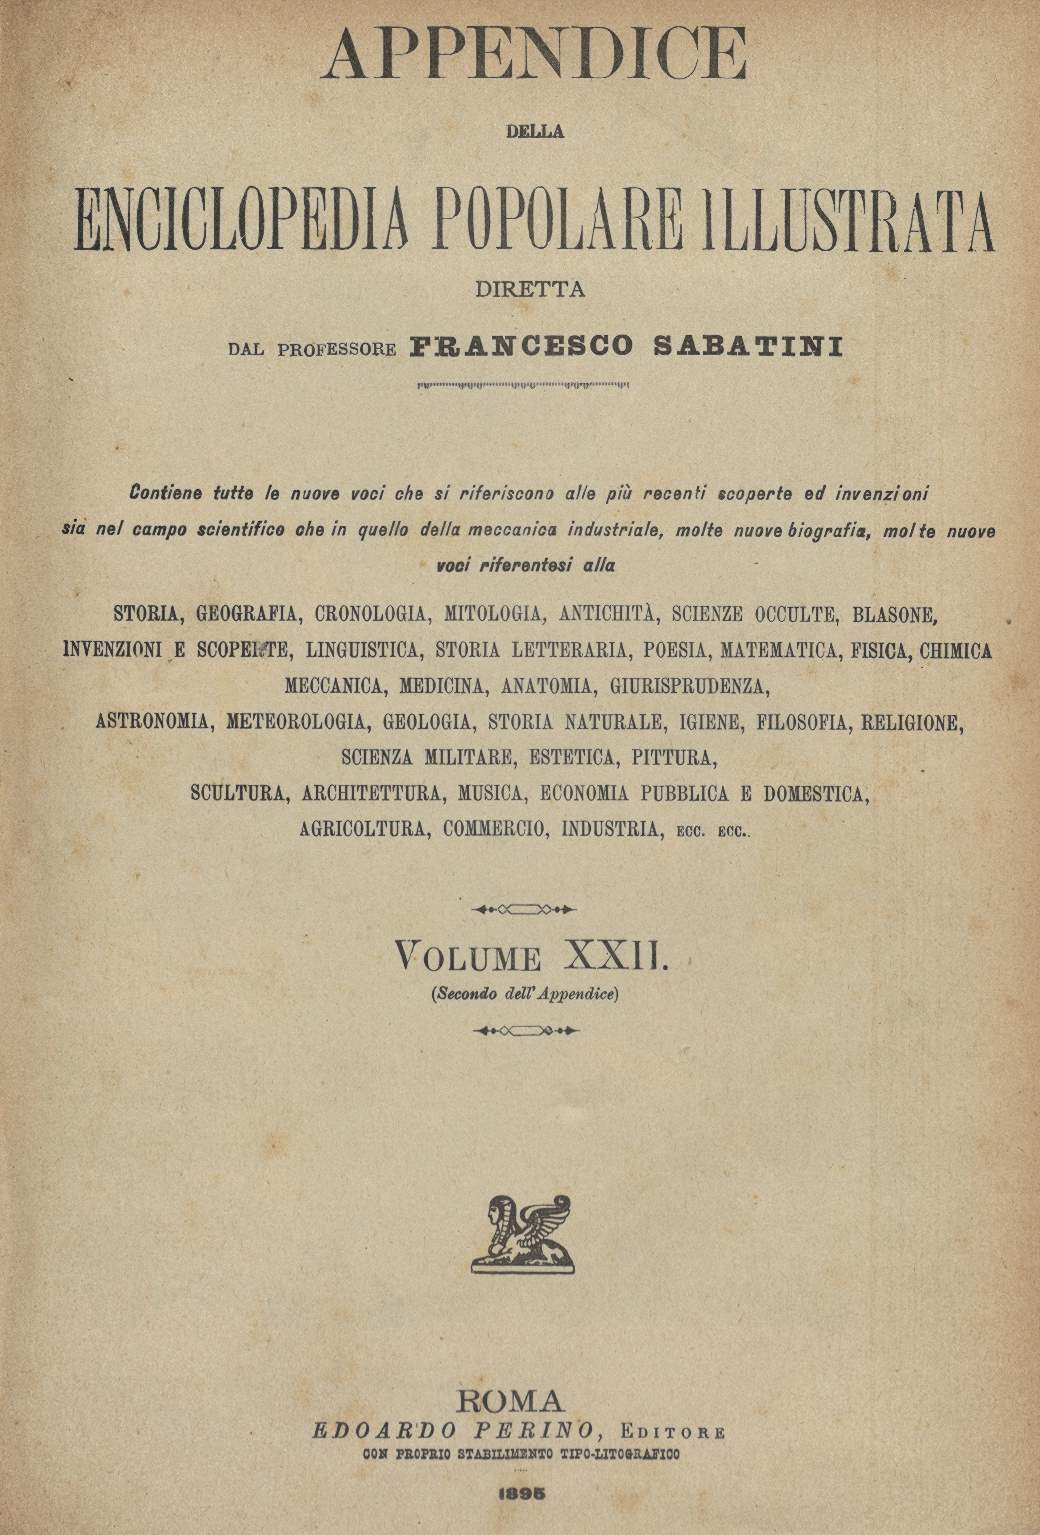 APPENDICE
DELLA
ENCICLOPEDIA POPOLARE ILLUSTRATA
DIRETTA
DAL PROFESSORE FRANCESCO SABATINI
Contiene tutte le nuove voci che si riferiscono alle più recenti scoperte ed invenzioni
sia nel campo scientifico che in quello della meccanica industriale, molte nuove biografia, molte nuove
voci riferentesi alla
STORIA, GEOGRAFIA, CRONOLOGIA, MITOLOGIA, ANTICHITÀ, SCIENZE OCCULTE, BLASONE,
INVENZIONI E SCOPERTE, LINGUISTICA, STORIA LETTERARIA, POESIA, MATEMATICA, FISICA, CHIMICA
MECCANICA, MEDICINA, ANATOMIA, GIURISPRUDENZA,
ASTRONOMIA, METEOROLOGIA, GEOLOGIA, STORIA NATURALE, IGIENE, FILOSOFIA, RELIGIONE,
SCIENZA MILITARE, ESTETICA, PITTURA,
SCULTURA, ARCHITETTURA, MUSICA, ECONOMIA PUBBLICA E DOMESTICA,
AGRICOLTURA, COMMERCIO, INDUSTRIA, ECC. ECC..
VOLUME XXII.
(Secondo dell'Appendice)
ROMA
EDOARDO PERINO, EDITORE
CON PROPRIO STABILIMENTO TIPO-LITOGRAFICO
1895